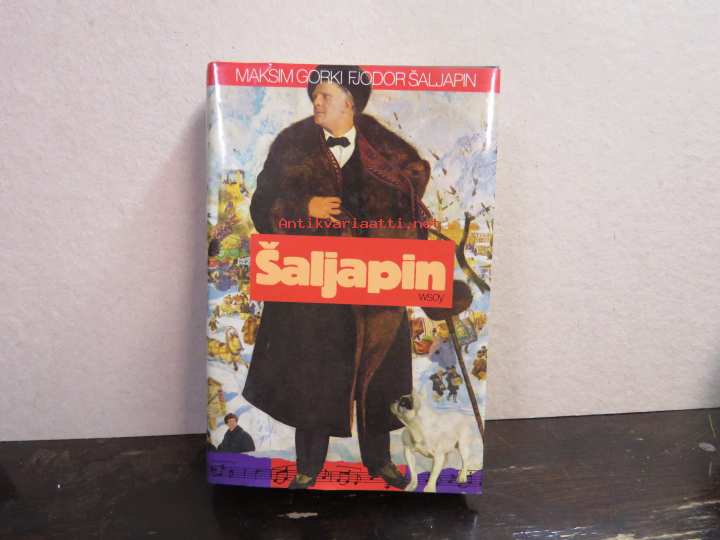 MAKSIM GORKI FJODOR ŠALJAPIN
Antikvariaatti.net
Šaljapin
wsoy